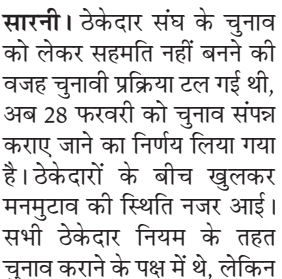 सारनी। ठेकेदार संघ के चुनाव
को लेकर सहमति नहीं बनने की
वजह चुनावी प्रक्रिया टल गई थी,
अब 28 फरवरी को चुनाव संपन्न
कराए जाने का निर्णय लिया गया
है। ठेकेदारों के बीच खुलकर
मनमुटाव की स्थिति नजर आई।
सभी ठेकेदार नियम के तहत
चुनाव कराने के पक्ष में थे, लेकिन